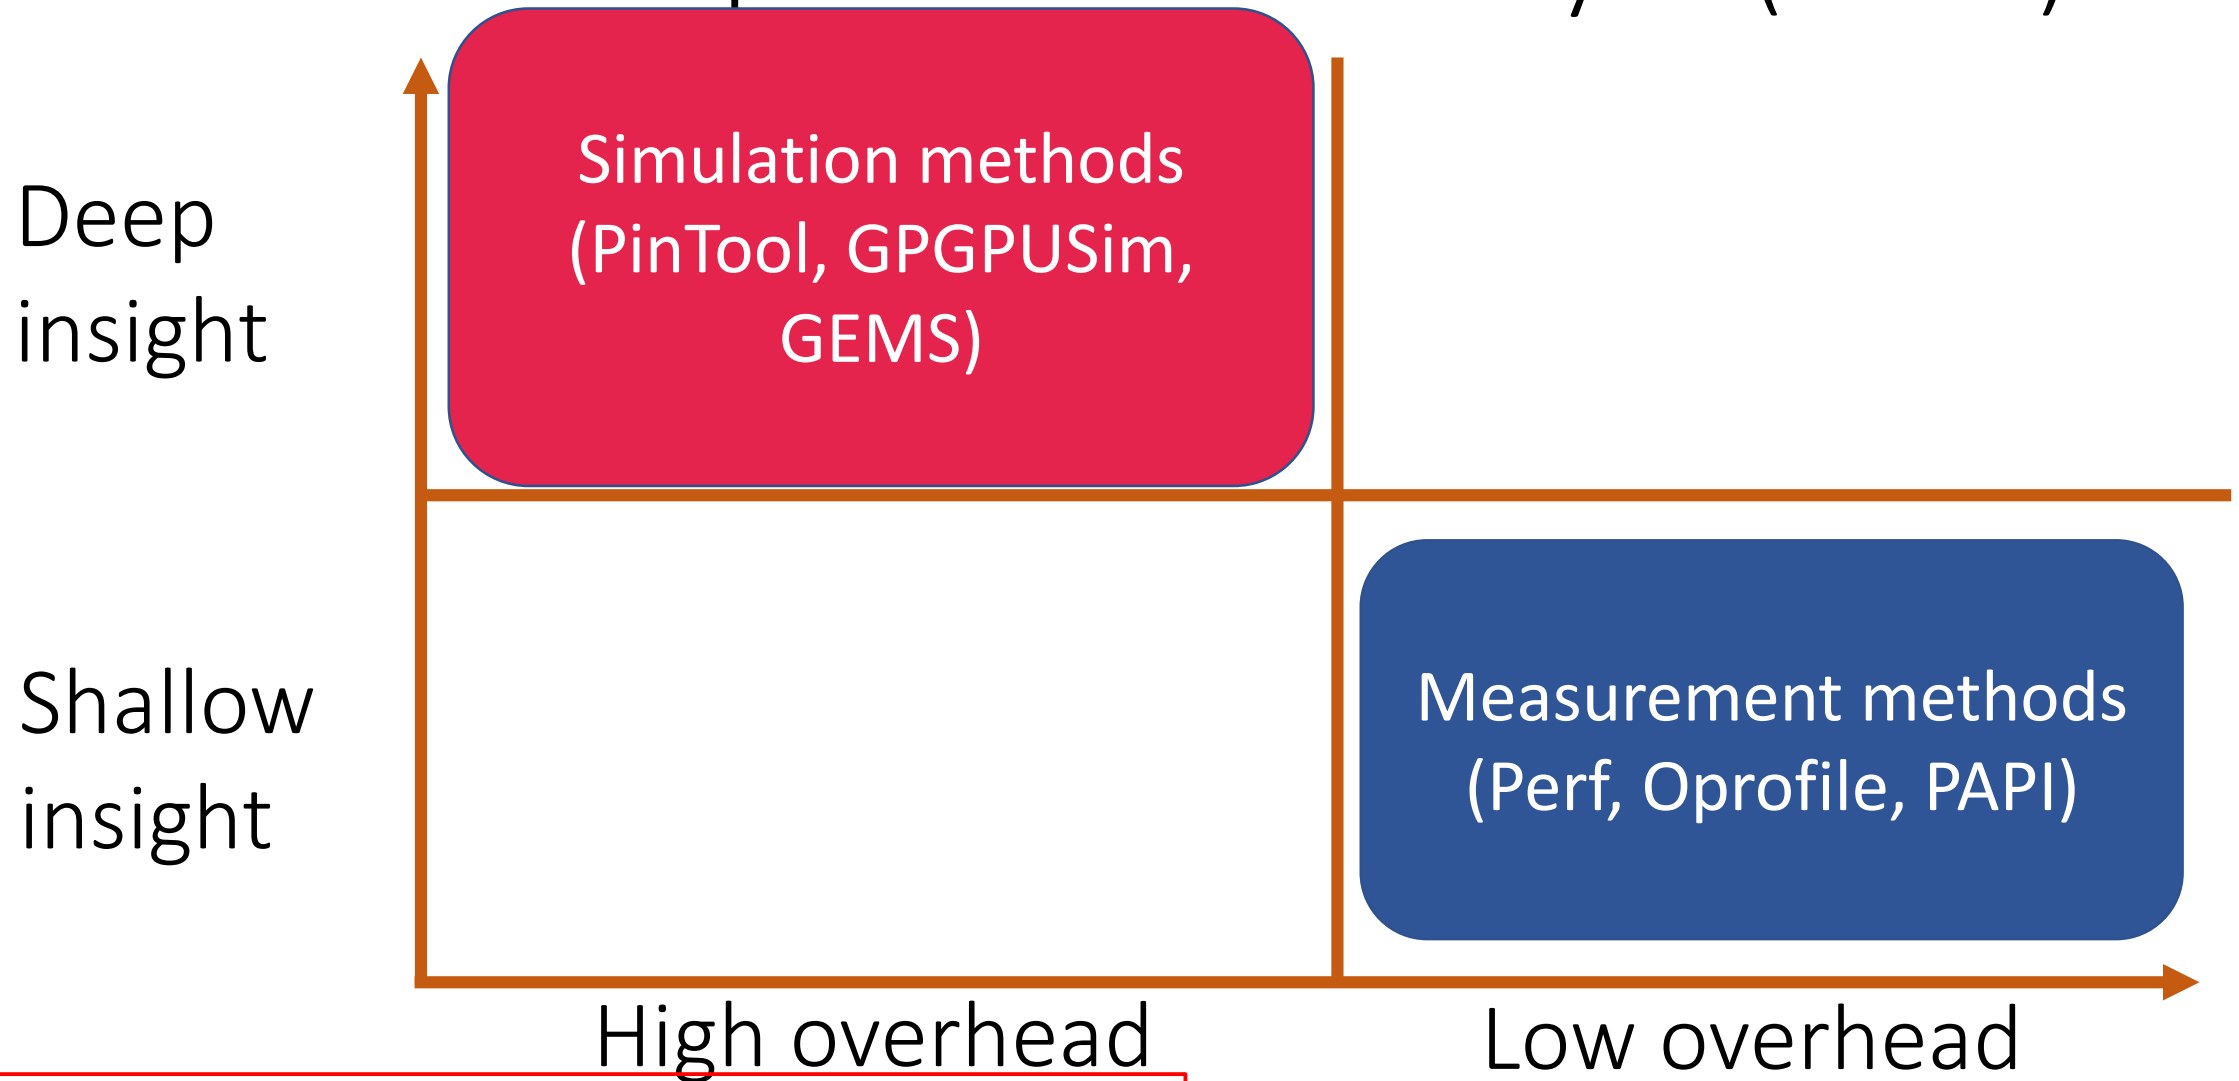 Deep
insight
Simulation methods
(PinTool, GPGPUSim,
GEMS)
Shallow
insight
Measurement methods
(Perf, Oprofile, PAPI)
High overhead
Low overhead